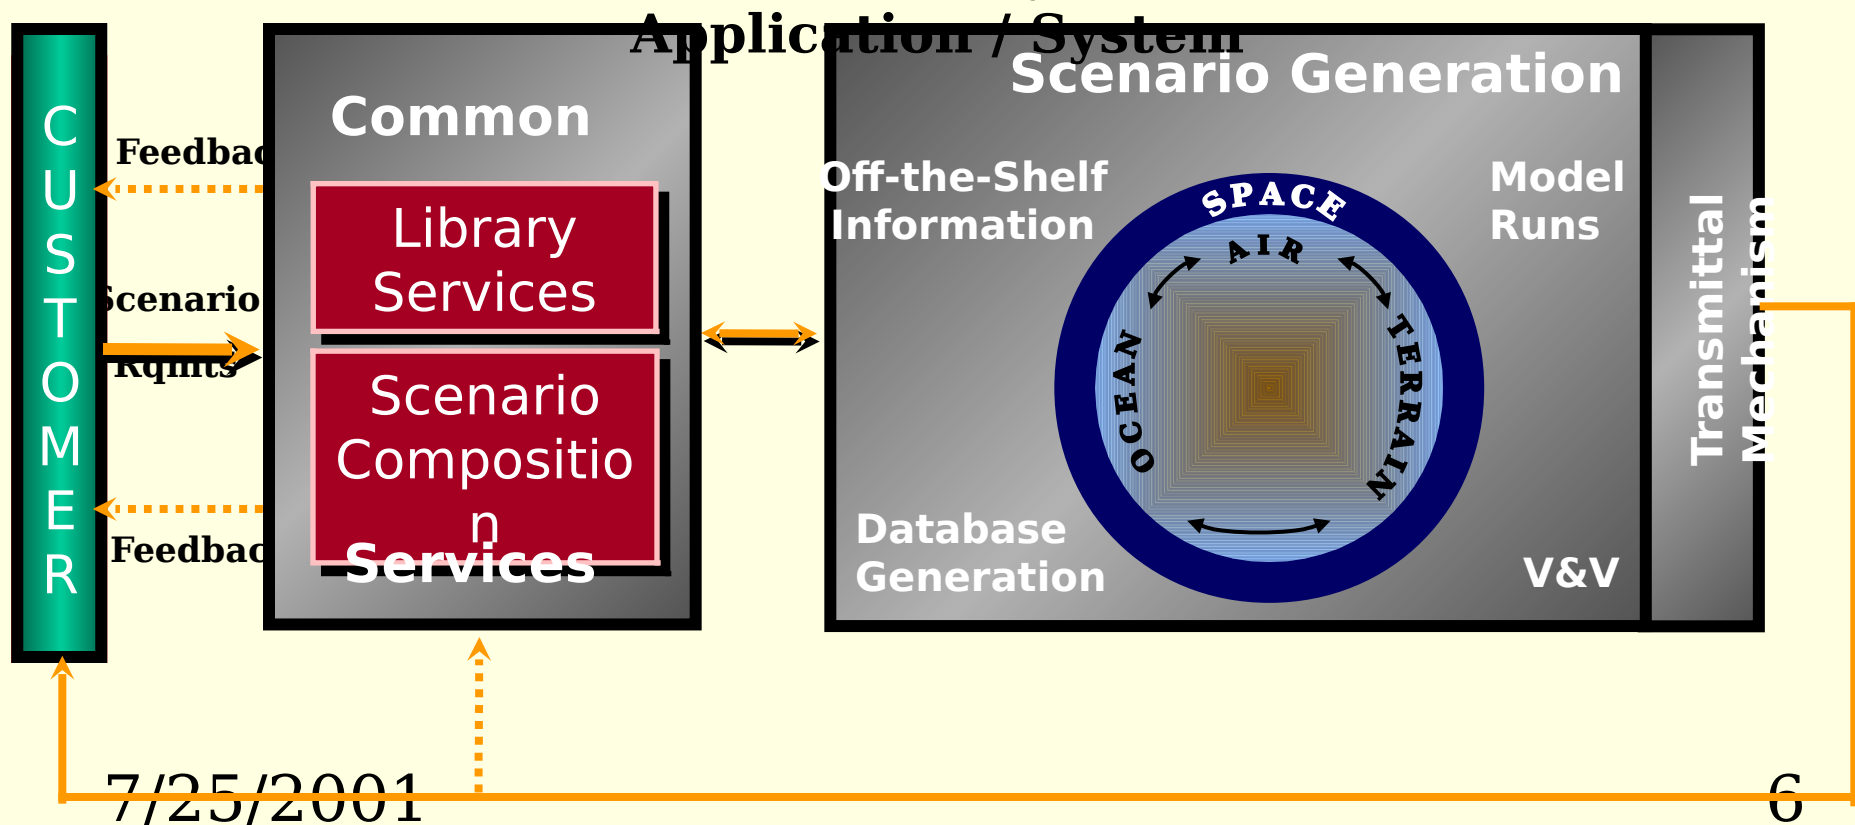 Application / System
CUSTOMER
Feedbac
Scenario
Rqmts
Feedbac
Common
Library
Services
Scenario
Compositio
n
Services
Scenario Generation
Off-the-Shelf
Information
Model
Runs
SPACE
AIR
OCEAN
TERRAIN
Database
Generation
V&V
Transmittal
Mechanism
7/25/2001
6